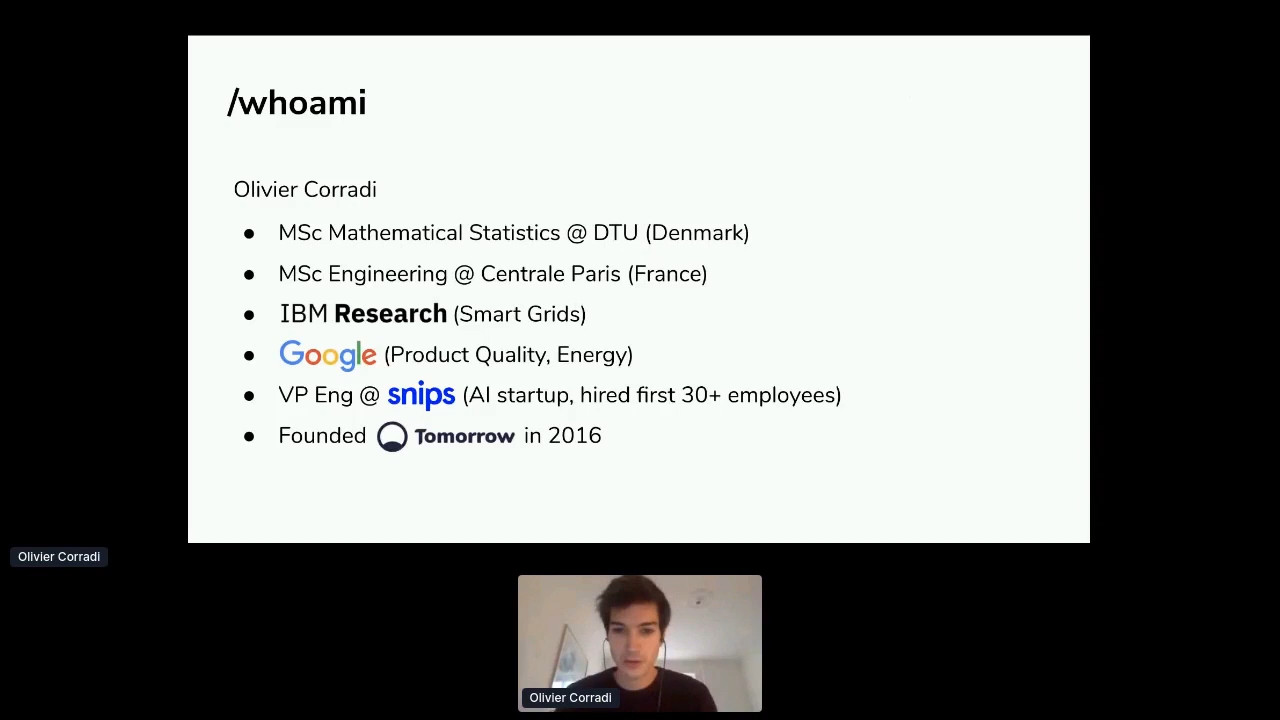 /whoami
Olivier Corradi
● MSc Mathematical Statistics @ DTU (Denmark)
● MSc Engineering @ Centrale Paris (France)
● IBM Research (Smart Grids)
● Google (Product Quality, Energy)
● VP Eng @ snips (AI startup, hired first 30+ employees)
● Founded Tomorrow in 2016
Olivier Corradi
Olivier Corradi